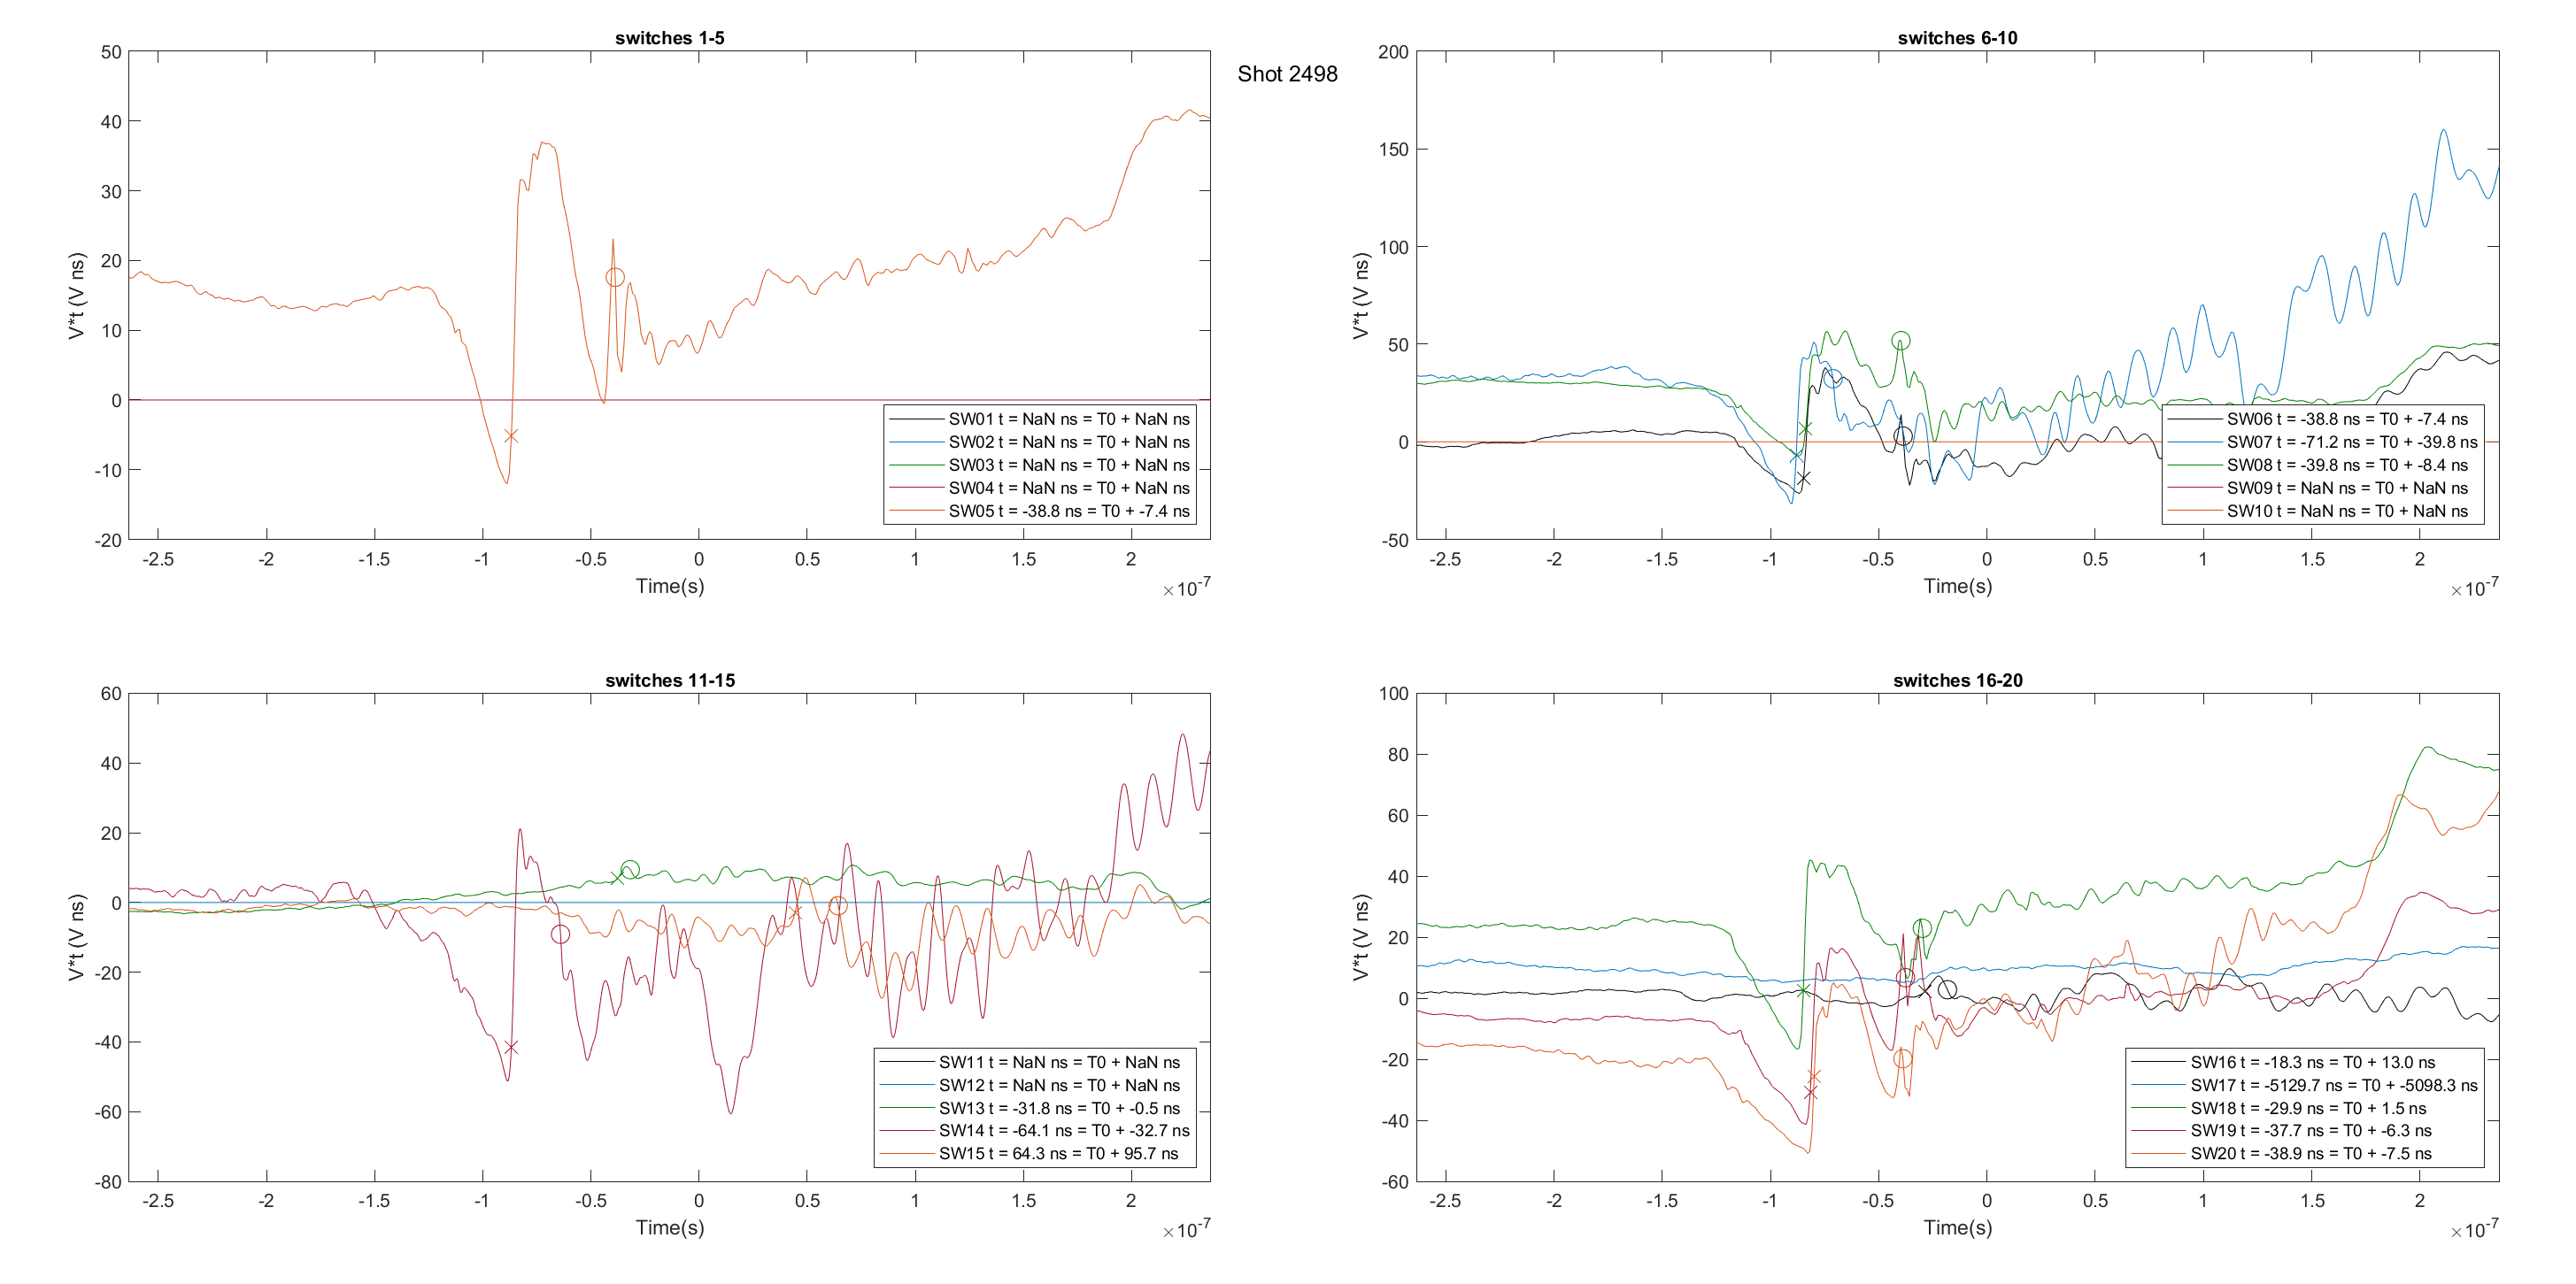 Shot 2498
switches 1-5
50
40
30
20
10
0
-10
-20
V*t (V ns)
-2.5 -2 -1.5 -1 -0.5 0 0.5 1 1.5 2
Time(s)
×10-7
SW01 t = NaN ns = T0 + NaN ns
SW02 t = NaN ns = T0 + NaN ns
SW03 t = NaN ns = T0 + NaN ns
SW04 t = NaN ns = T0 + NaN ns
SW05 t = -38.8 ns = T0 + -7.4 ns
switches 6-10
200
150
100
50
0
-50
V*t (V ns)
-2.5 -2 -1.5 -1 -0.5 0 0.5 1 1.5 2
Time(s)
×10-7
SW06 t = -38.8 ns = T0 + -7.4 ns
SW07 t = -71.2 ns = T0 + -39.8 ns
SW08 t = -39.8 ns = T0 + -8.4 ns
SW09 t = NaN ns = T0 + NaN ns
SW10 t = NaN ns = T0 + NaN ns
switches 11-15
60
40
20
0
-20
-40
-60
-80
V*t (V ns)
-2.5 -2 -1.5 -1 -0.5 0 0.5 1 1.5 2
Time(s)
×10-7
SW11 t = NaN ns = T0 + NaN ns
SW12 t = NaN ns = T0 + NaN ns
SW13 t = -31.8 ns = T0 + -0.5 ns
SW14 t = -64.1 ns = T0 + -32.7 ns
SW15 t = 64.3 ns = T0 + 95.7 ns
switches 16-20
100
80
60
40
20
0
-20
-40
-60
V*t (V ns)
-2.5 -2 -1.5 -1 -0.5 0 0.5 1 1.5 2
Time(s)
×10-7
SW16 t = -18.3 ns = T0 + 13.0 ns
SW17 t = -5129.7 ns = T0 + -5098.3 ns
SW18 t = -29.9 ns = T0 + 1.5 ns
SW19 t = -37.7 ns = T0 + -6.3 ns
SW20 t = -38.9 ns = T0 + -7.5 ns